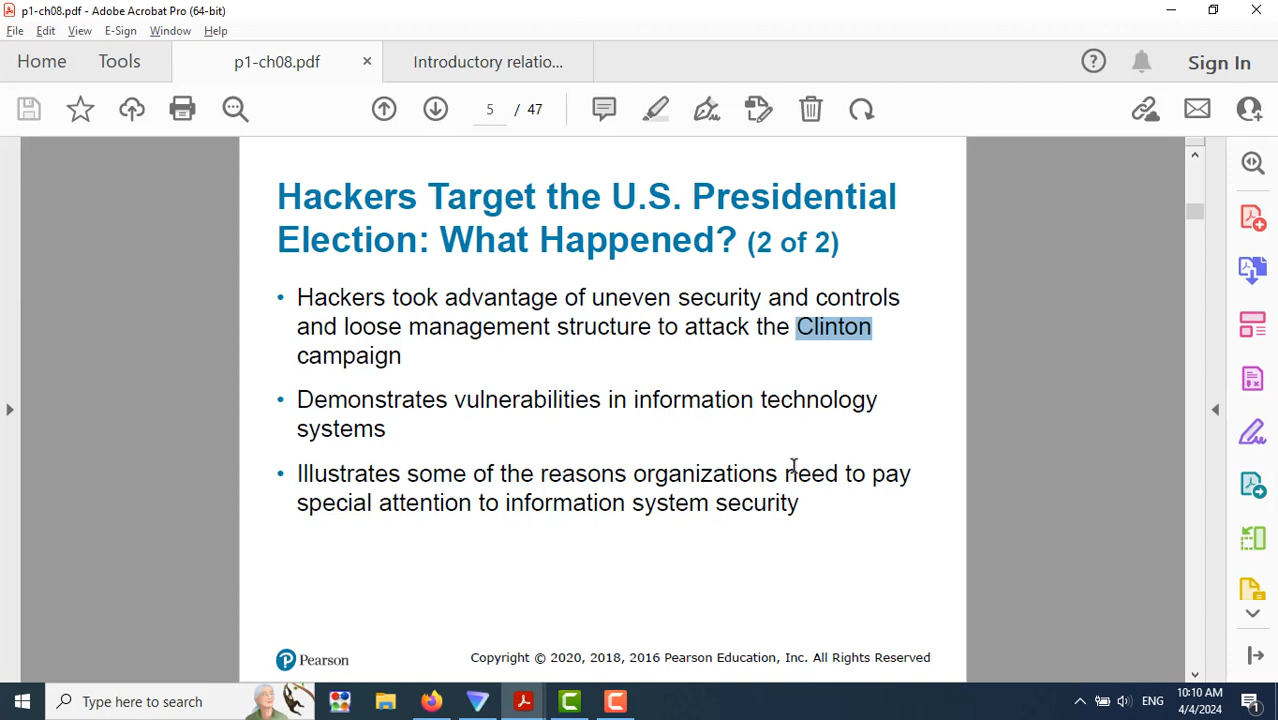 p1-ch08.pdf - Adobe Acrobat Pro (64-bit)
File Edit View E-Sign Window Help
Home Tools p1-ch08.pdf × Introductory relatio... Sign In
5 / 47
Hackers Target the U.S. Presidential
Election: What Happened? (2 of 2)
• Hackers took advantage of uneven security and controls
and loose management structure to attack the Clinton
campaign
• Demonstrates vulnerabilities in information technology
systems
• Illustrates some of the reasons organizations need to pay
special attention to information system security
Pearson
Copyright © 2020, 2018, 2016 Pearson Education, Inc. All Rights Reserved
Type here to search
ENG
10:10 AM
4/4/2024
1